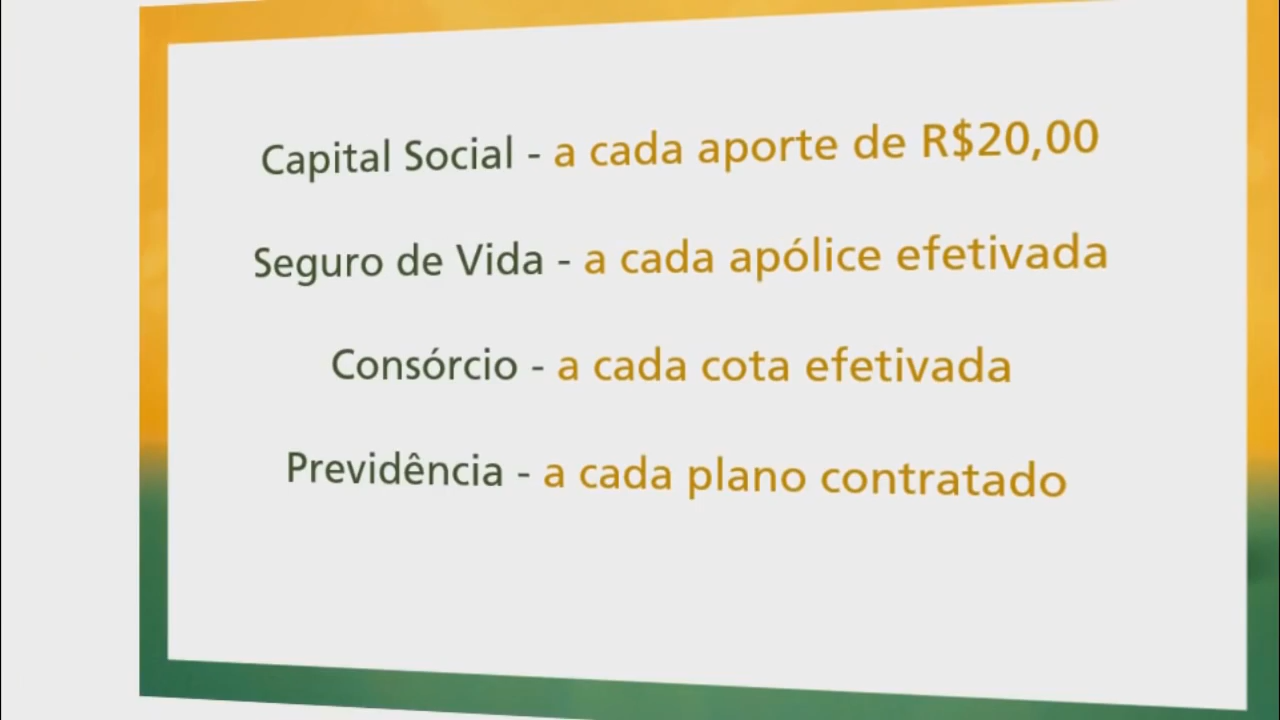 Capital Social - a cada aporte de R$20,00
Seguro de Vida - a cada apólice efetivada
Consórcio - a cada cota efetivada
Previdência - a cada plano contratado